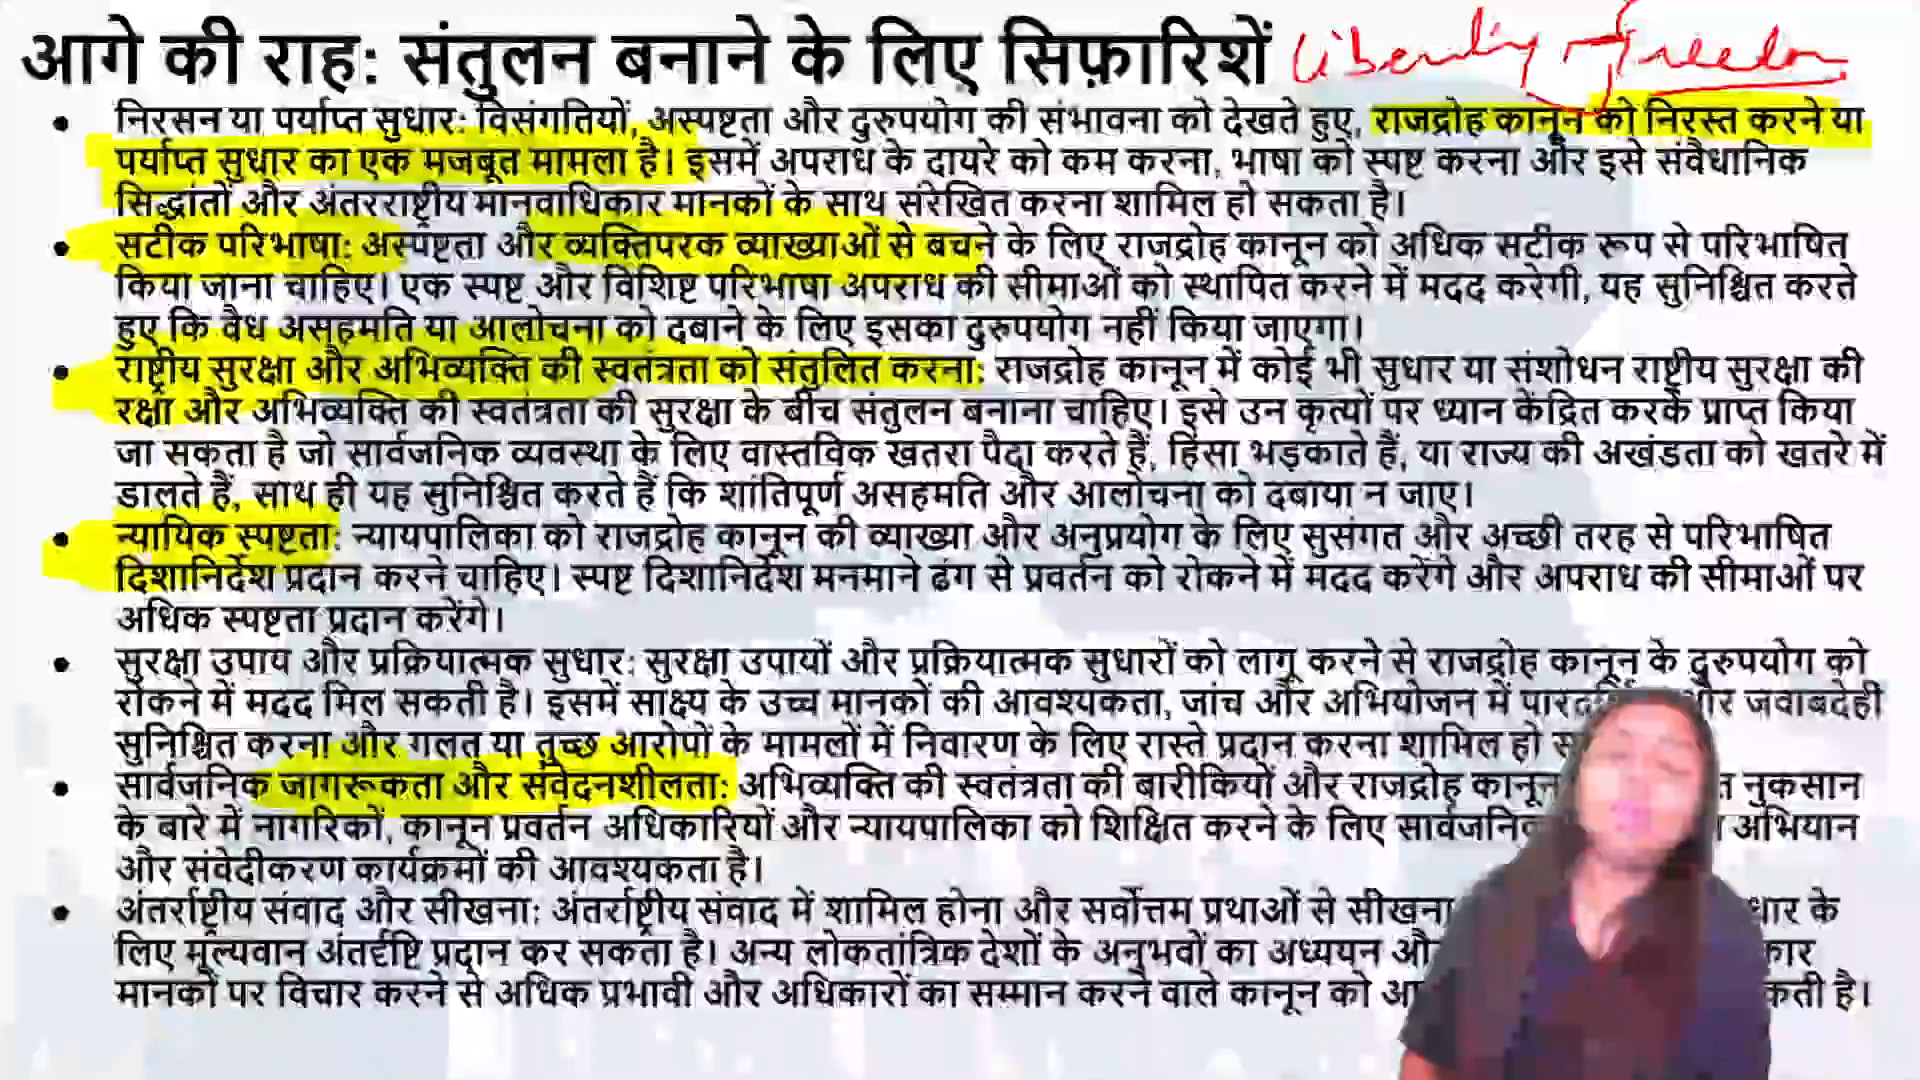 आगे की राह: संतुलन बनाने के लिए सिफ़ारिशें
• निरसन या पर्याप्त सुधार: विसंगतियों, अस्पष्टता और दुरुपयोग की संभावना को देखते हुए, राजद्रोह कानून को निरस्त करने या
पर्याप्त सुधार का एक मजबूत मामला है। इसमें अपराध के दायरे को कम करना, भाषा को स्पष्ट करना और इसे संवैधानिक
सिद्धांतों और अंतरराष्ट्रीय मानवाधिकार मानकों के साथ संरेखित करना शामिल हो सकता है।
• सटीक परिभाषा: अस्पष्टता और व्यक्तिपरक व्याख्याओं से बचने के लिए राजद्रोह कानून को अधिक सटीक रूप से परिभाषित
किया जाना चाहिए। एक स्पष्ट और विशिष्ट परिभाषा अपराध की सीमाओं को स्थापित करने में मदद करेगी, यह सुनिश्चित करते
हुए कि वैध असहमति या आलोचना को दबाने के लिए इसका दुरुपयोग नहीं किया जाएगा।
• राष्ट्रीय सुरक्षा और अभिव्यक्ति की स्वतंत्रता को संतुलित करना: राजद्रोह कानून में कोई भी सुधार या संशोधन राष्ट्रीय सुरक्षा की
रक्षा और अभिव्यक्ति की स्वतंत्रता की सुरक्षा के बीच संतुलन बनाना चाहिए। इसे उन कृत्यों पर ध्यान केंद्रित करके प्राप्त किया
जा सकता है जो सार्वजनिक व्यवस्था के लिए वास्तविक खतरा पैदा करते हैं, हिंसा भड़काते हैं, या राज्य की अखंडता को खतरे में
डालते हैं, साथ ही यह सुनिश्चित करते हैं कि शांतिपूर्ण असहमति और आलोचना को दबाया न जाए।
• न्यायिक स्पष्टता: न्यायपालिका को राजद्रोह कानून की व्याख्या और अनुप्रयोग के लिए सुसंगत और अच्छी तरह से परिभाषित
दिशानिर्देश प्रदान करने चाहिए। स्पष्ट दिशानिर्देश मनमाने ढंग से प्रवर्तन को रोकने में मदद करेंगे और अपराध की सीमाओं पर
अधिक स्पष्टता प्रदान करेंगे।
• सुरक्षा उपाय और प्रक्रियात्मक सुधार: सुरक्षा उपायों और प्रक्रियात्मक सुधारों को लागू करने से राजद्रोह कानून के दुरुपयोग को
रोकने में मदद मिल सकती है। इसमें साक्ष्य के उच्च मानकों की आवश्यकता, जांच और अभियोजन में जवाबदेही
सुनिश्चित करना और गलत या तुच्छ आरोपों के मामलों में निवारण के लिए रास्ते प्रदान करना शामिल हो
• सार्वजनिक जागरूकता और संवेदनशीलता: अभिव्यक्ति की स्वतंत्रता की बारीकियों और राजद्रोह कानून नुकसान
के बारे में नागरिकों, कानून प्रवर्तन अधिकारियों और न्यायपालिका को शिक्षित करने के लिए अभियान
और संवेदीकरण कार्यक्रमों की आवश्यकता है।
• अंतर्राष्ट्रीय संवाद और सीखना: अंतर्राष्ट्रीय संवाद में शामिल होना और सर्वोत्तम प्रथाओं से सीखना के
लिए मूल्यवान अंतर्दृष्टि प्रदान कर सकता है। अन्य लोकतांत्रिक देशों के अनुभवों का अध्ययन
मानकों पर विचार करने से अधिक प्रभावी और अधिकारों का सम्मान करने वाले कानून को है।